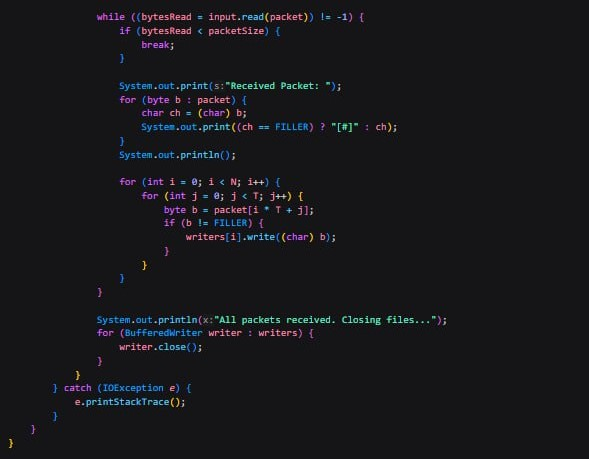 while ((bytesRead = input.read(packet)) != -1) {
if (bytesRead < packetSize) {
break;
}
System.out.print(s:"Received Packet: ");
for (byte b : packet) {
char ch = (char) b;
System.out.print((ch == FILLER) ? "[#]" : ch);
}
System.out.println();
for (int i = 0; i < N; i++) {
for (int j = 0; j < T; j++) {
byte b = packet[i * T + j];
if (b != FILLER) {
writers[i].write((char) b);
}
}
}
}
System.out.println(x:"All packets received. Closing files...");
for (BufferedWriter writer : writers) {
writer.close();
}
}
} catch (IOException e) {
e.printStackTrace();
}
}
}